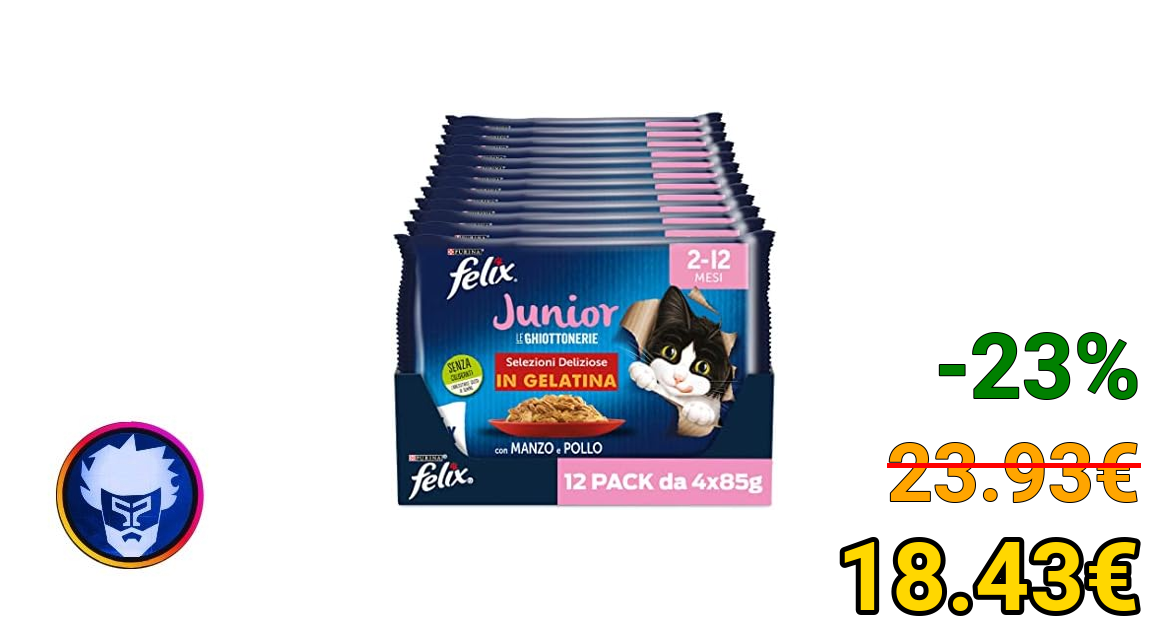 PURINA
felix
2-12
MESI
Junior
LE GHIOTTONERIE
SENZA
COLORANTI
Selezioni Deliziose
IN GELATINA
con MANZO e POLLO
PURINA
felix
12 PACK da 4x85g
-23%
23.93€
18.43€